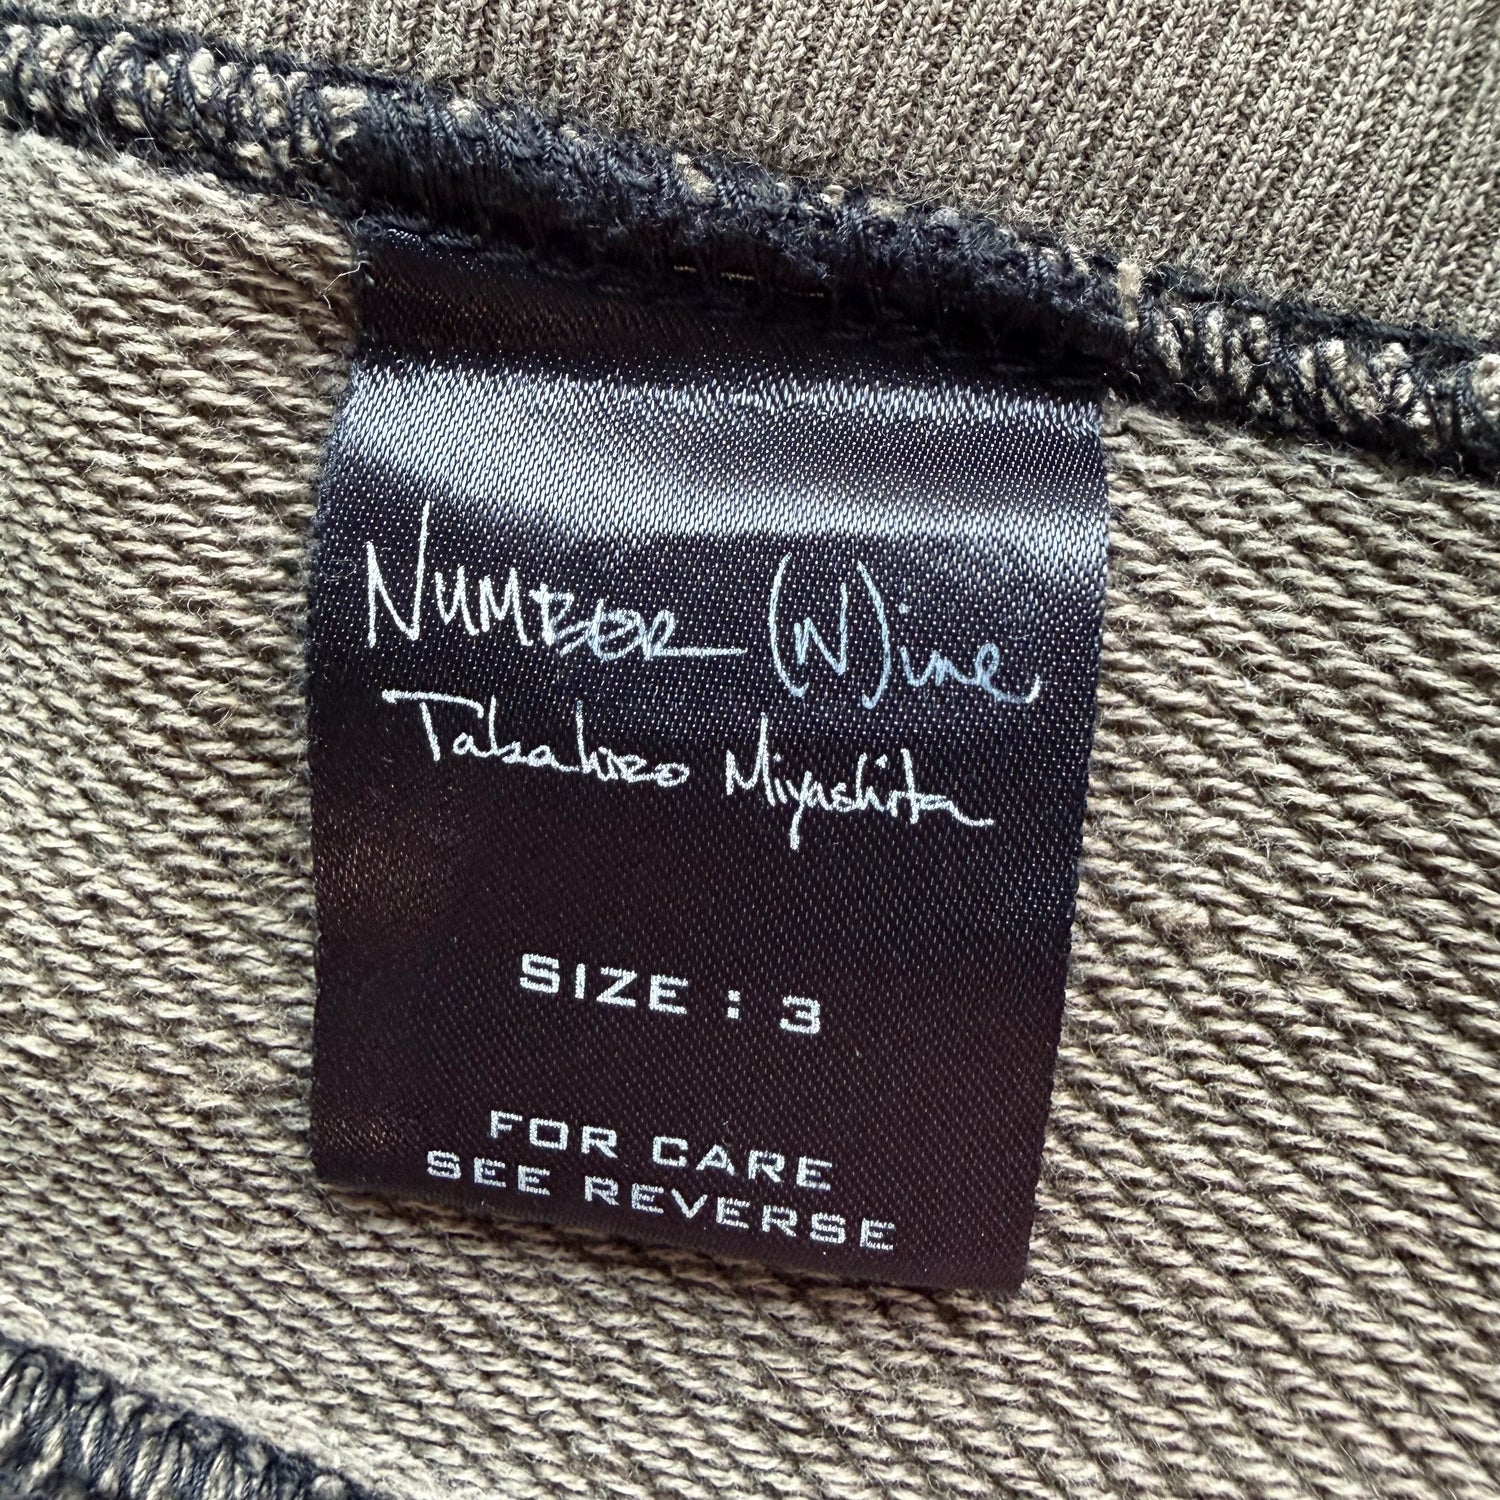 NUMBER (N)ine
Takahiro Miyashita
SIZE : 3
FOR CARE
SEE REVERSE